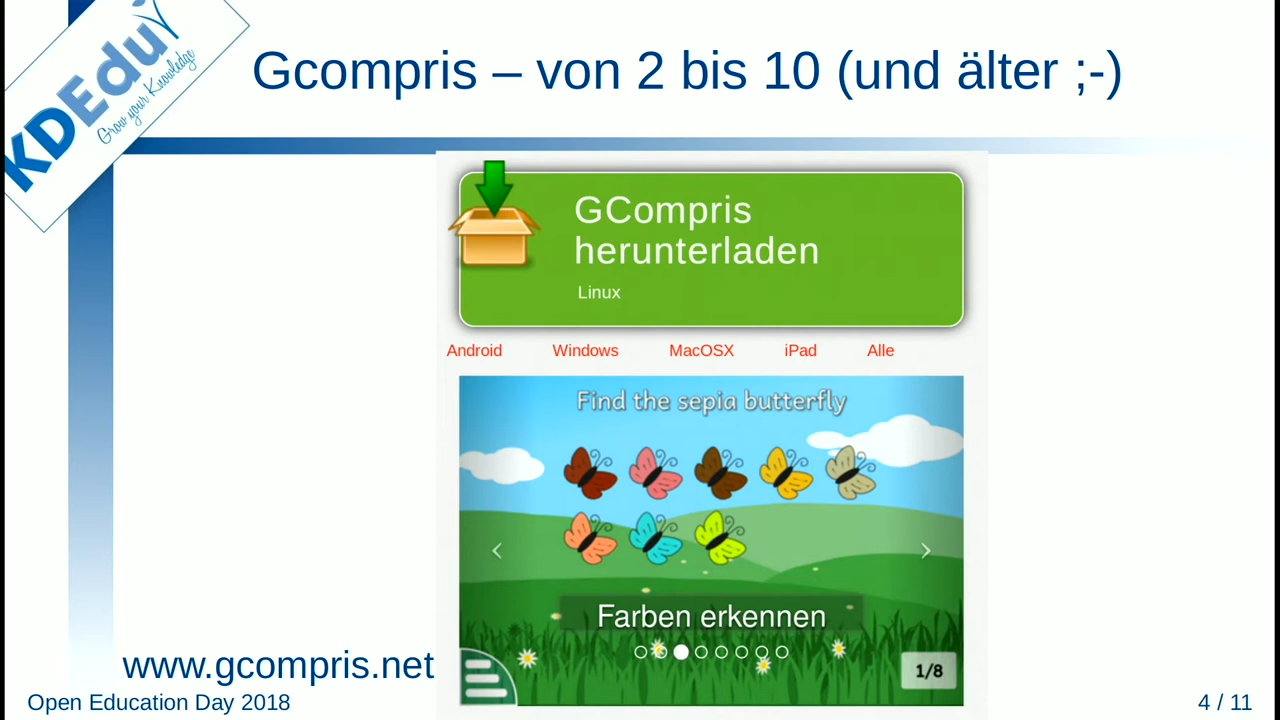 KDEdu
Grow your Knowledge
Gcompris – von 2 bis 10 (und älter ;-)
GCompris
herunterladen
Linux
Android Windows MacOSX iPad Alle
Find the sepia butterfly
Farben erkennen
1/8
www.gcompris.net
Open Education Day 2018
4 / 11